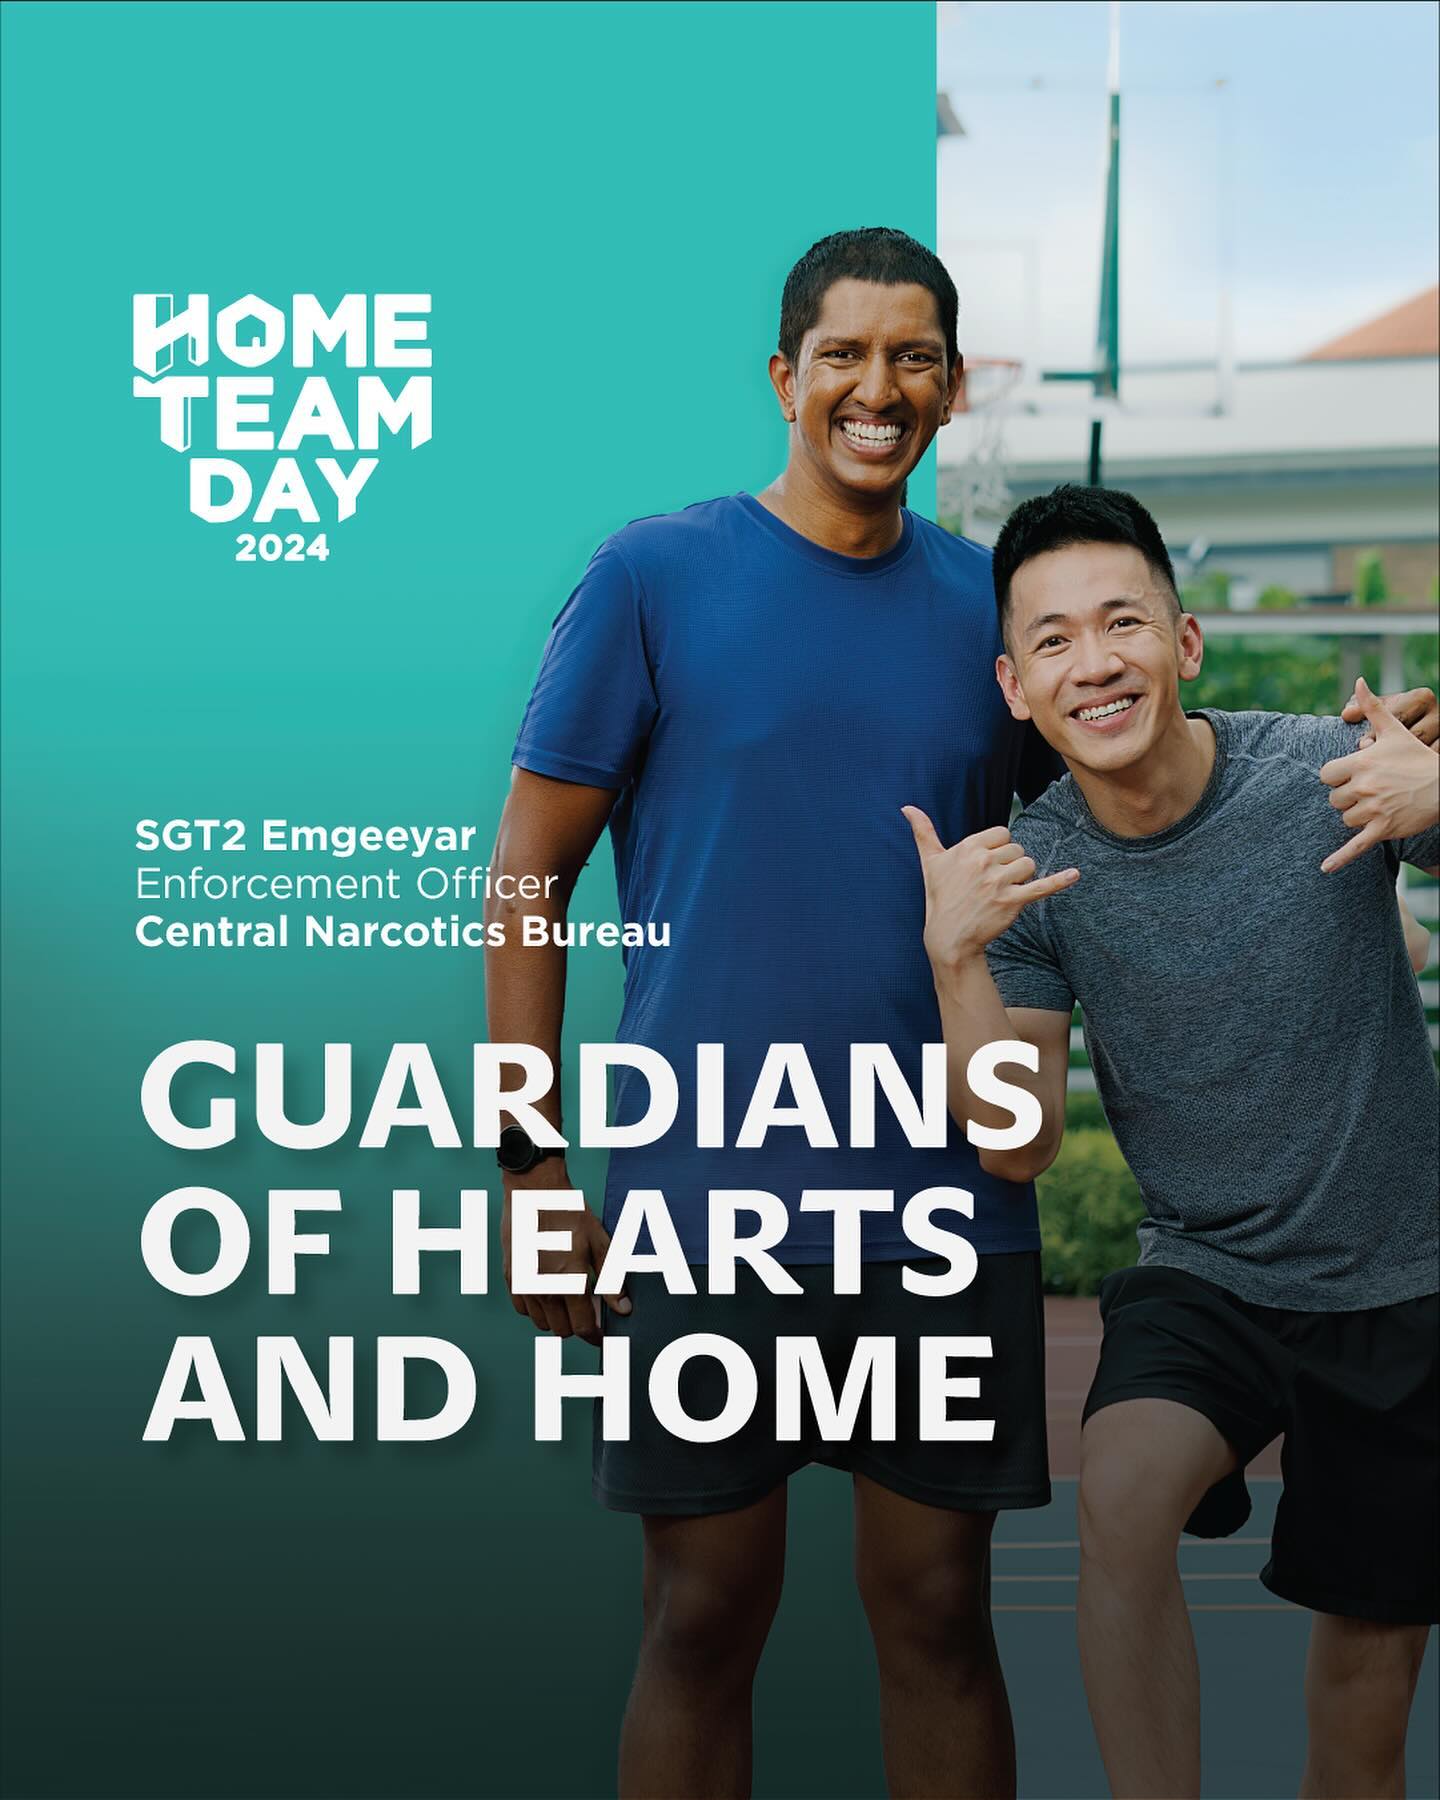 HOME
TEAM
DAY
2024
SGT2 Emgeeyar
Enforcement Officer
Central Narcotics Bureau
GUARDIANS
OF HEARTS
AND HOME